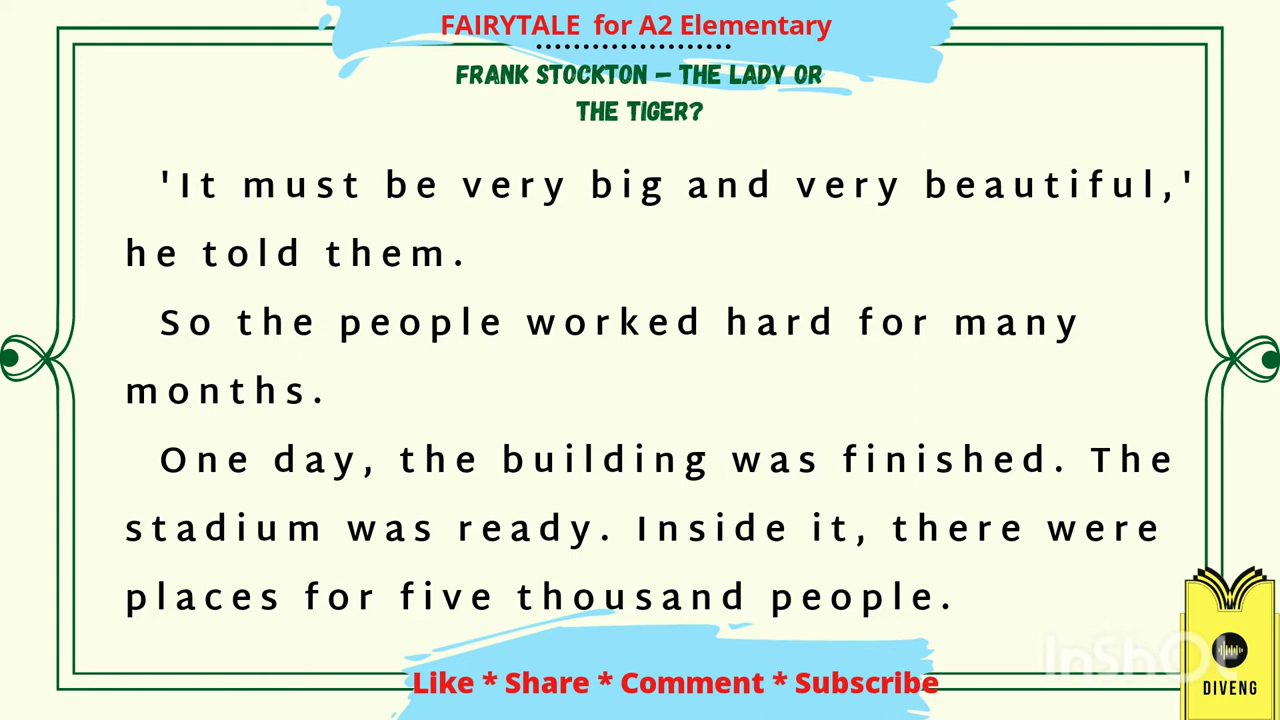 FAIRYTALE for A2 Elementary
FRANK STOCKTON – THE LADY OR
THE TIGER?
'It must be very big and very beautiful,'
he told them.
So the people worked hard for many
months.
One day, the building was finished. The
stadium was ready. Inside it, there were
places for five thousand people.
Like * Share * Comment * Subscribe
InShOt
DIVENG